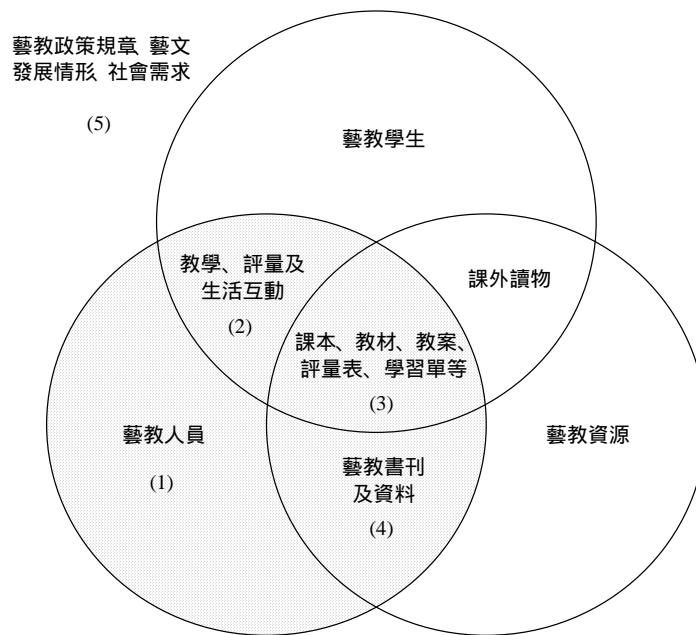 藝教政策規章、藝文
發展情形、社會需求
(5)
藝教學生
教學、評量及
生活互動
(2)
課外讀物
課本、教材、教案、
評量表、學習單等
(3)
藝教人員
(1)
藝教資源
藝教書刊
及資料
(4)